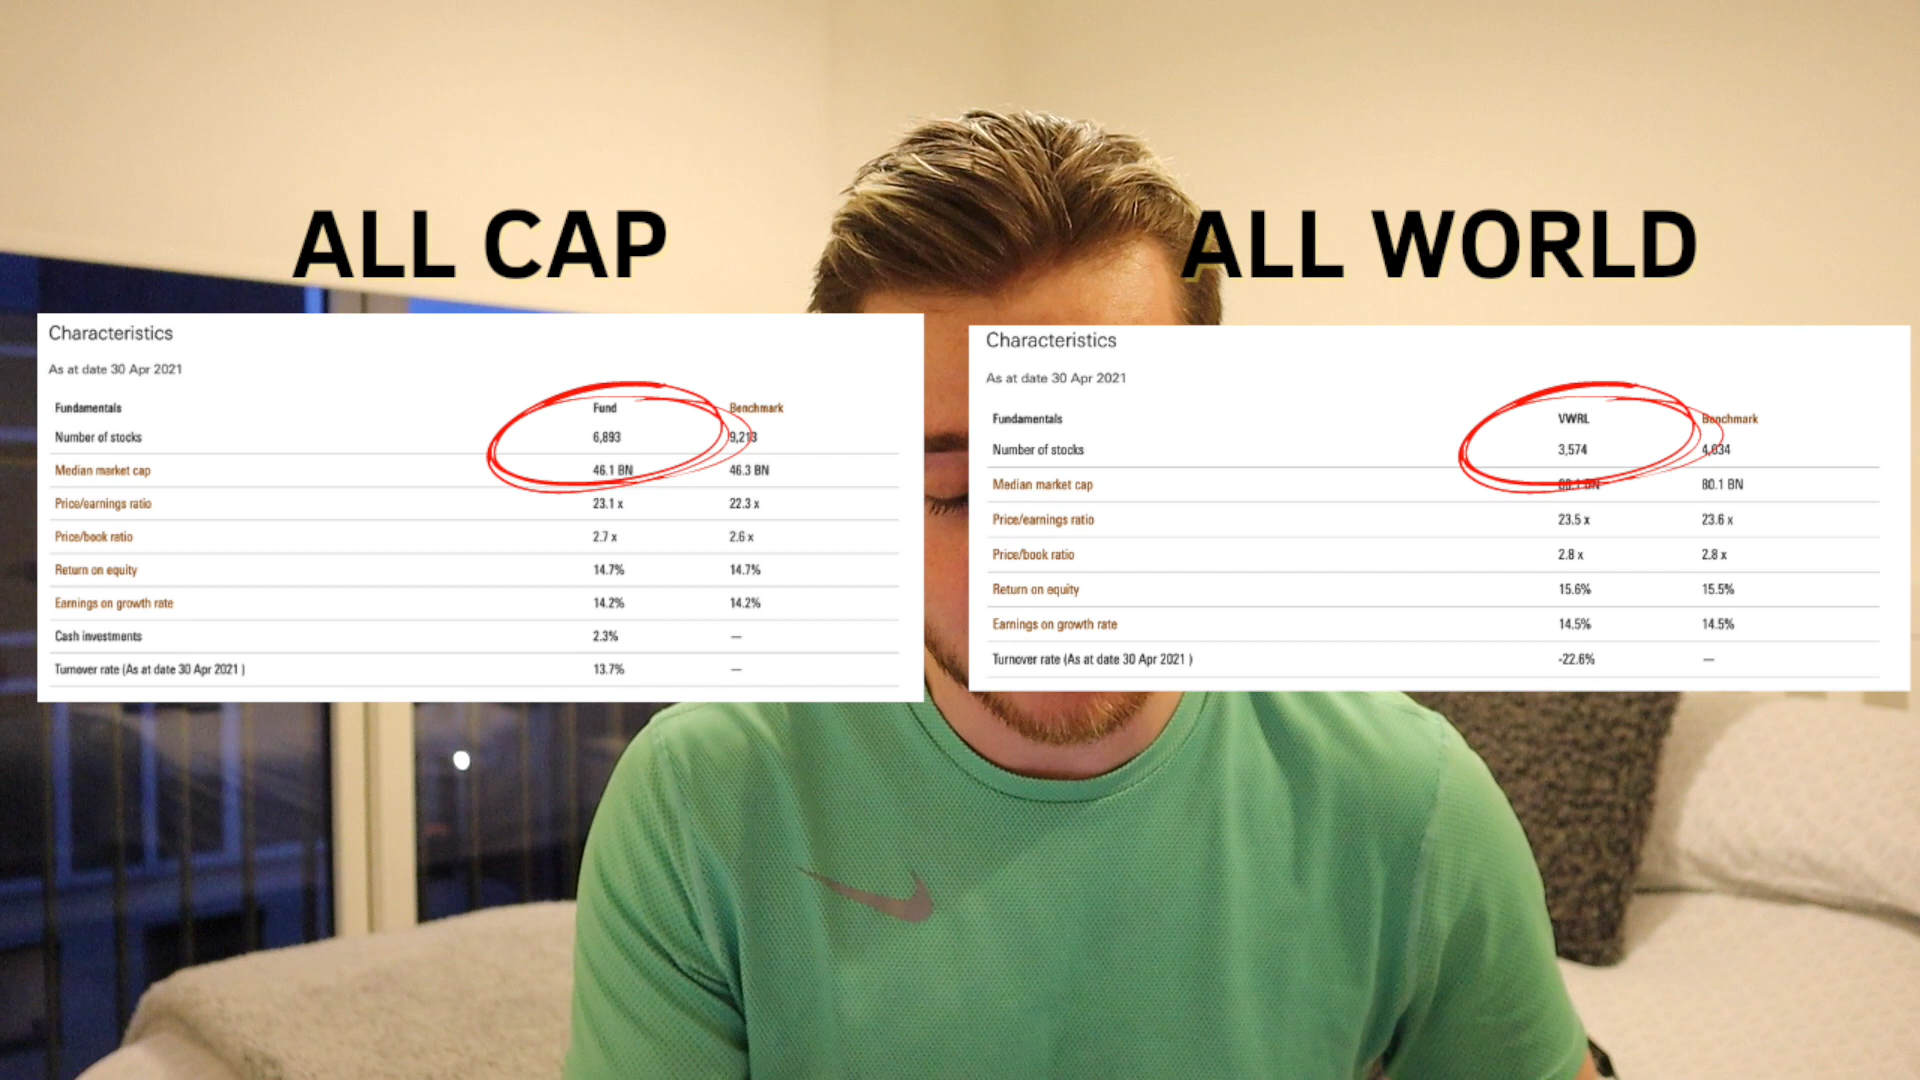 ALL CAP
Characteristics
As at date 30 Apr 2021
Fundamentals Fund Benchmark
Number of stocks 6,893 9,213
Median market cap 46.1 BN 46.3 BN
Price/earnings ratio 23.1 x 22.3 x
Price/book ratio 2.7 x 2.6 x
Return on equity 14.7% 14.7%
Earnings on growth rate 14.2% 14.2%
Cash investments 2.3% —
Turnover rate (As at date 30 Apr 2021 ) 13.7% —
ALL WORLD
Characteristics
As at date 30 Apr 2021
Fundamentals VWRL Benchmark
Number of stocks 3,574 4,034
Median market cap BN 80.1 BN
Price/earnings ratio 23.5 x 23.6 x
Price/book ratio 2.8 x 2.8 x
Return on equity 15.6% 15.5%
Earnings on growth rate 14.5% 14.5%
Turnover rate (As at date 30 Apr 2021 ) -22.6% —